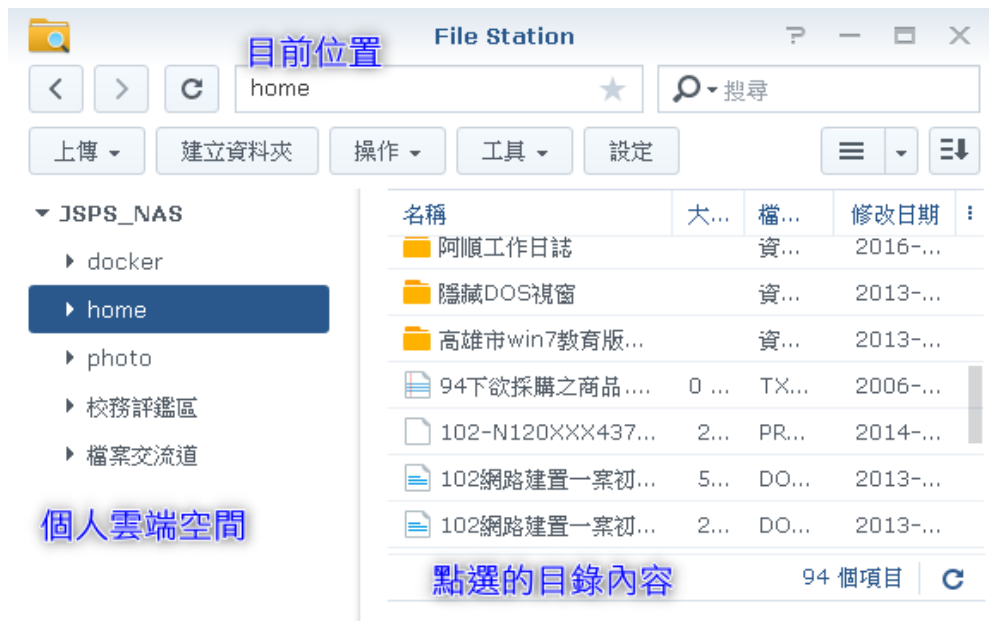 File Station
目前位置
home
搜尋
上傳 建立資料夾 操作 工具 設定
JSPS_NAS
docker
home
photo
校務評鑑區
檔案交流道
個人雲端空間
名稱 大... 檔... 修改日期
阿順工作日誌 資... 2016-...
隱藏DOS視窗 資... 2013-...
高雄市win7教育版... 資... 2013-...
94下欲採購之商品.... 0 ... TX... 2006-...
102-N120XXX437... 2... PR... 2014-...
102網路建置一案初... 5... DO... 2013-...
102網路建置一案初... 2... DO... 2013-...
點選的目錄內容
94 個項目